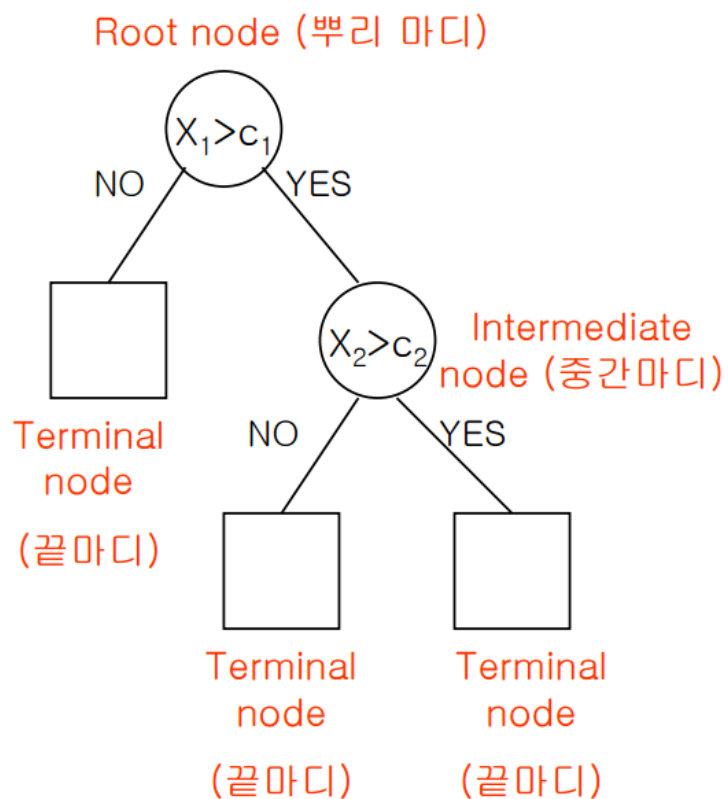 Root node (뿌리 마디)
X₁>c₁
NO
YES
X₂>c₂
Intermediate
node (중간마디)
Terminal
node
(끝마디)
NO
YES
Terminal
node
(끝마디)
Terminal
node
(끝마디)